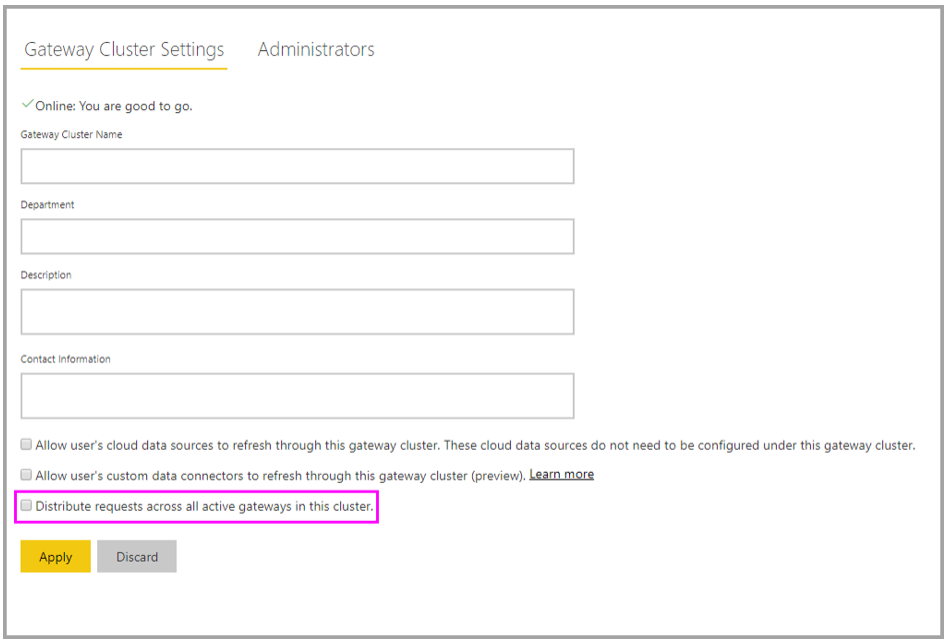 Gateway Cluster Settings Administrators
Online: You are good to go.
Gateway Cluster Name
Department
Description
Contact Information
Allow user's cloud data sources to refresh through this gateway cluster. These cloud data sources do not need to be configured under this gateway cluster.
Allow user's custom data connectors to refresh through this gateway cluster (preview). Learn more
Distribute requests across all active gateways in this cluster.
Apply Discard